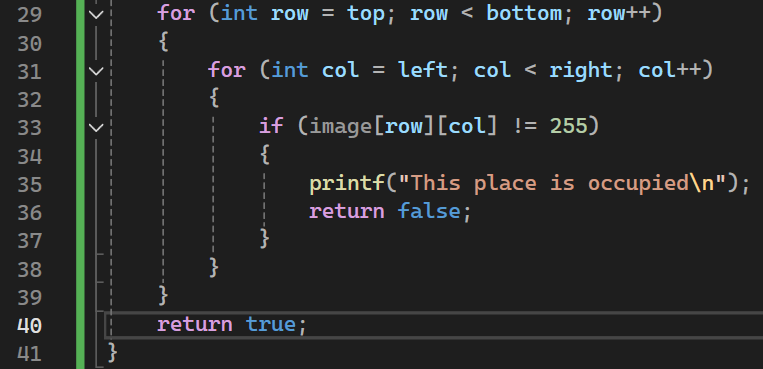 29 for (int row = top; row < bottom; row++)
30 {
31 for (int col = left; col < right; col++)
32 {
33 if (image[row][col] != 255)
34 {
35 printf("This place is occupied\n");
36 return false;
37 }
38 }
39 }
40 return true;
41 }